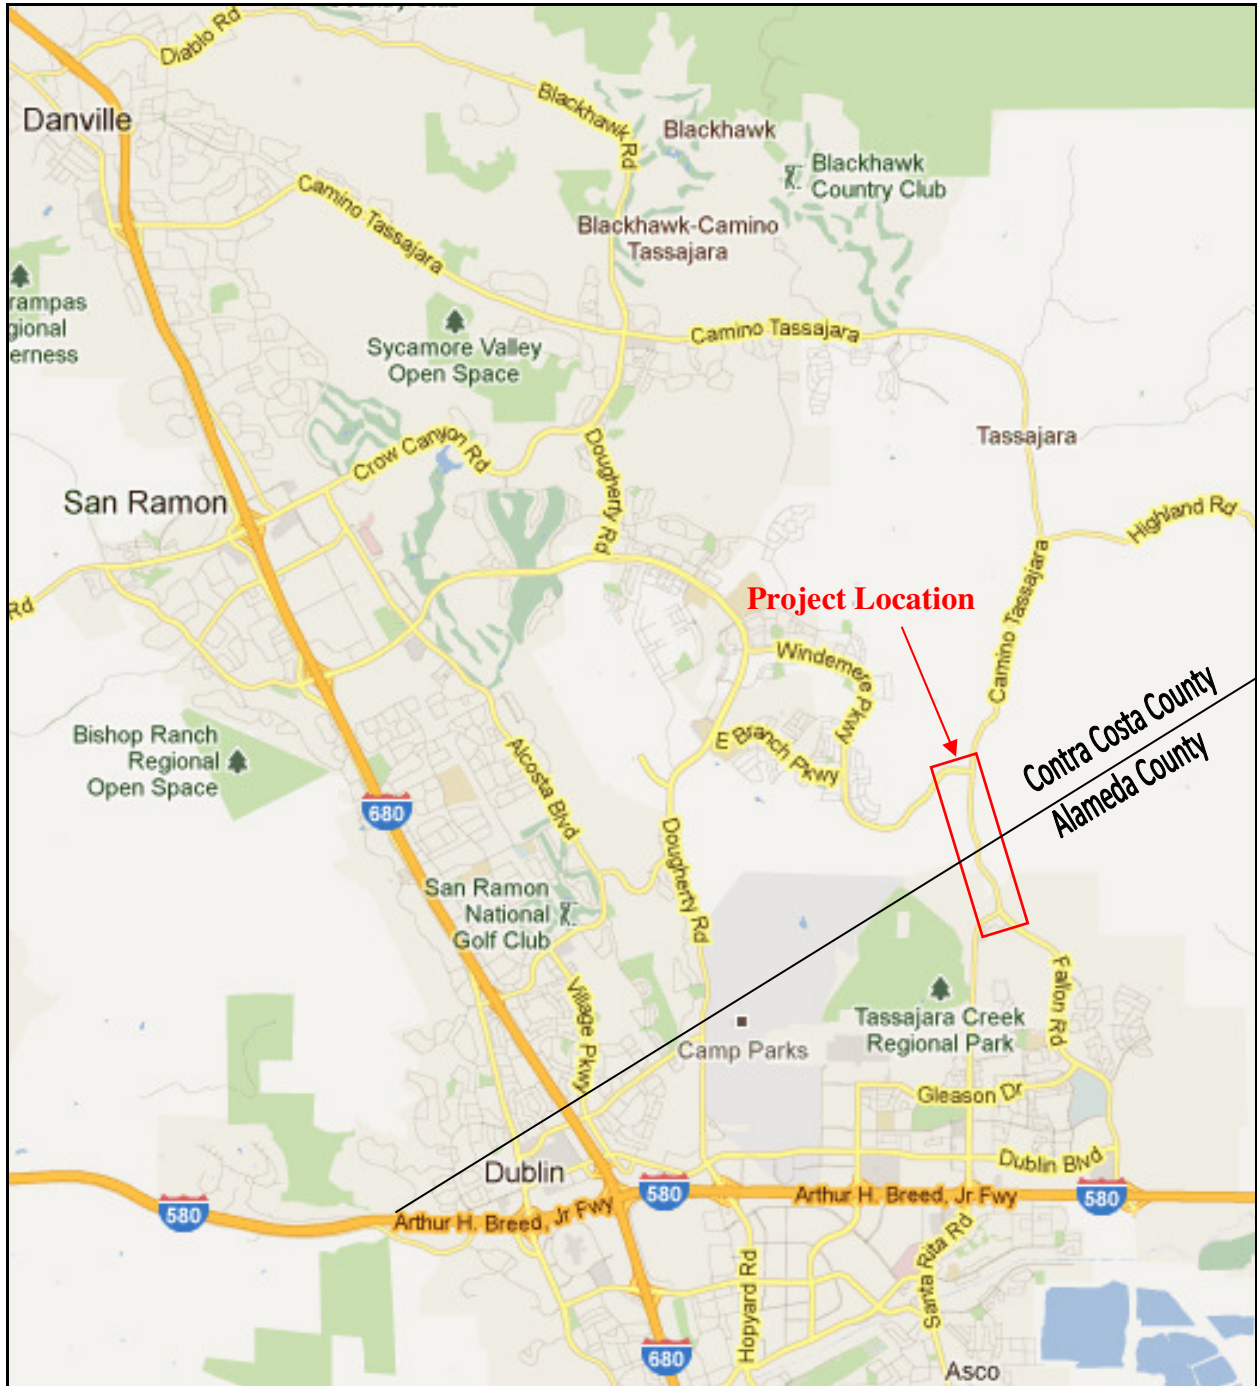 Diablo Rd
Danville
Blackhawk Rd
Blackhawk
Blackhawk
Country Club
Camino Tassajara
Blackhawk-Camino
Tassajara
rampas
gional
erness
Sycamore Valley
Open Space
Camino Tassajara
Tassajara
Crow Canyon Rd
Dougherty Rd
San Ramon
Highland Rd
Rd
Project Location
Camino Tassajara
Windemere Pkwy
Contra Costa County
Alameda County
E Branch Pkwy
Bishop Ranch
Regional
Open Space
Alcosta Blvd
680
Dougherty Rd
San Ramon
National
Golf Club
Village Pkwy
Fallon Rd
Tassajara Creek
Regional Park
Camp Parks
Gleason Dr
Dublin Blvd
Dublin
580
Arthur H. Breed, Jr Fwy
580
Arthur H. Breed, Jr Fwy
580
Santa Rita Rd
Hopyard Rd
680
Asco